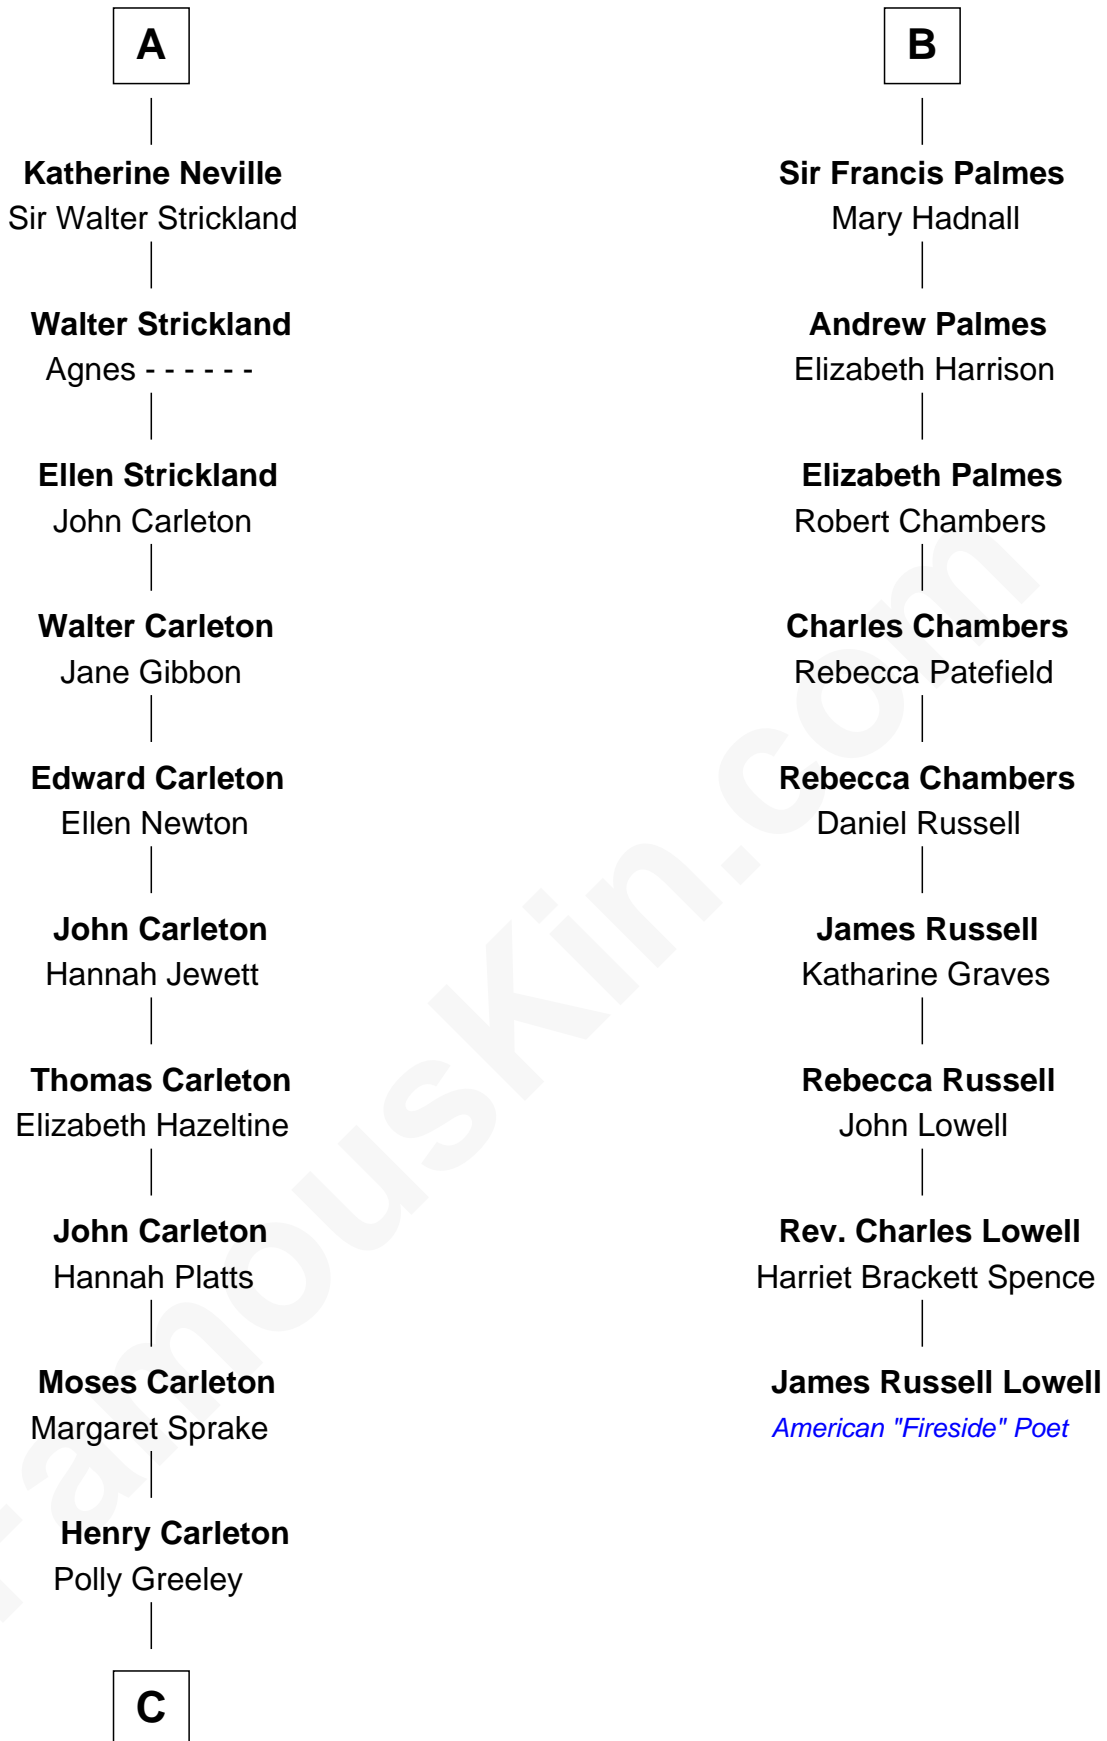 A
Katherine Neville
Sir Walter Strickland
Walter Strickland
Agnes - - - - - -
Ellen Strickland
John Carleton
Walter Carleton
Jane Gibbon
Edward Carleton
Ellen Newton
John Carleton
Hannah Jewett
Thomas Carleton
Elizabeth Hazeltine
John Carleton
Hannah Platts
Moses Carleton
Margaret Sprake
Henry Carleton
Polly Greeley
C
B
Sir Francis Palmes
Mary Hadnall
Andrew Palmes
Elizabeth Harrison
Elizabeth Palmes
Robert Chambers
Charles Chambers
Rebecca Patefield
Rebecca Chambers
Daniel Russell
James Russell
Katharine Graves
Rebecca Russell
John Lowell
Rev. Charles Lowell
Harriet Brackett Spence
James Russell Lowell
American "Fireside" Poet
FamousKin.com